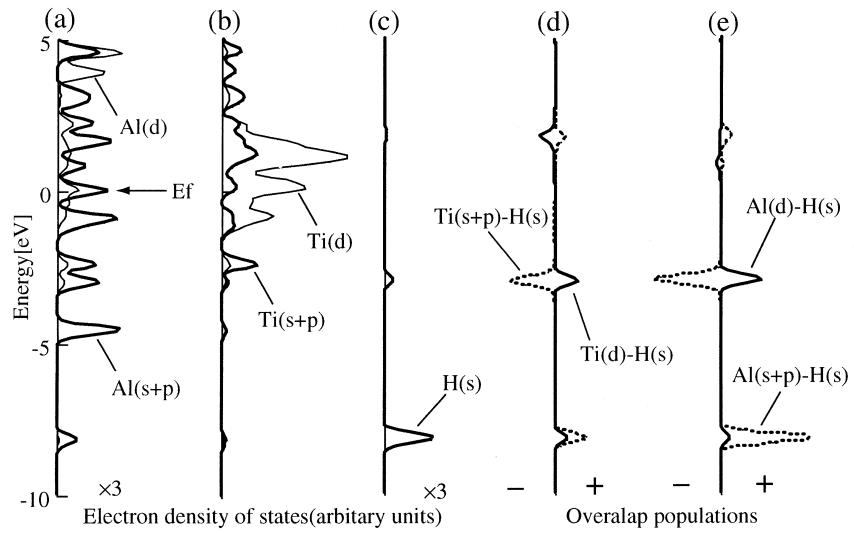 (a) (b) (c) (d) (e)
5
Al(d)
Ef
0
Ti(s+p)-H(s)
Al(d)-H(s)
Ti(d)
Energy[eV]
Ti(s+p)
-5
Ti(d)-H(s)
Al(s+p)
H(s)
Al(s+p)-H(s)
×3 ×3 − + − +
-10
Electron density of states(arbitary units) Overalap populations